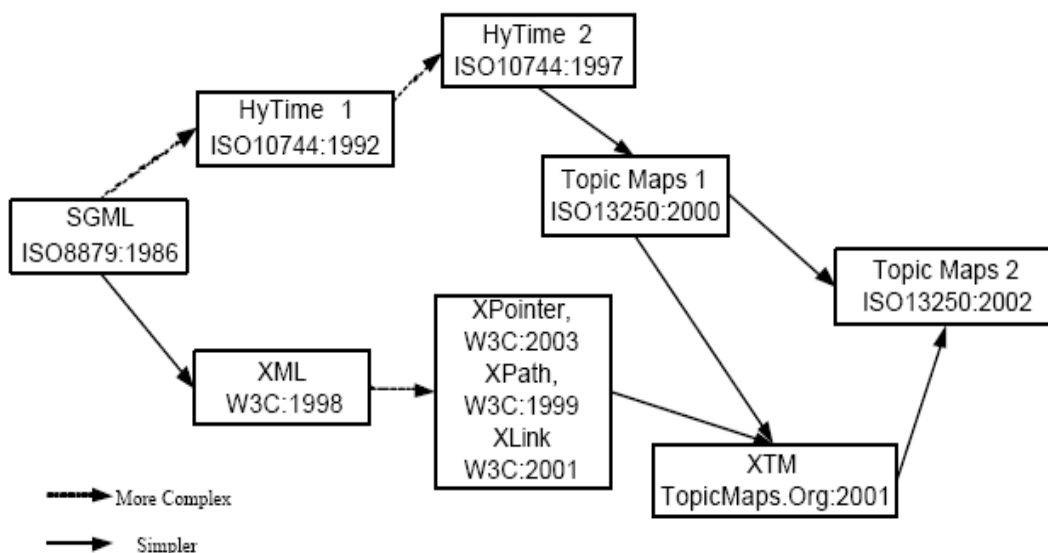 HyTime 2
ISO10744:1997
HyTime 1
ISO10744:1992
Topic Maps 1
ISO13250:2000
SGML
ISO8879:1986
Topic Maps 2
ISO13250:2002
XPointer,
W3C:2003
XPath,
W3C:1999
XLink
W3C:2001
XML
W3C:1998
XTM
TopicMaps.Org:2001
More Complex
Simpler